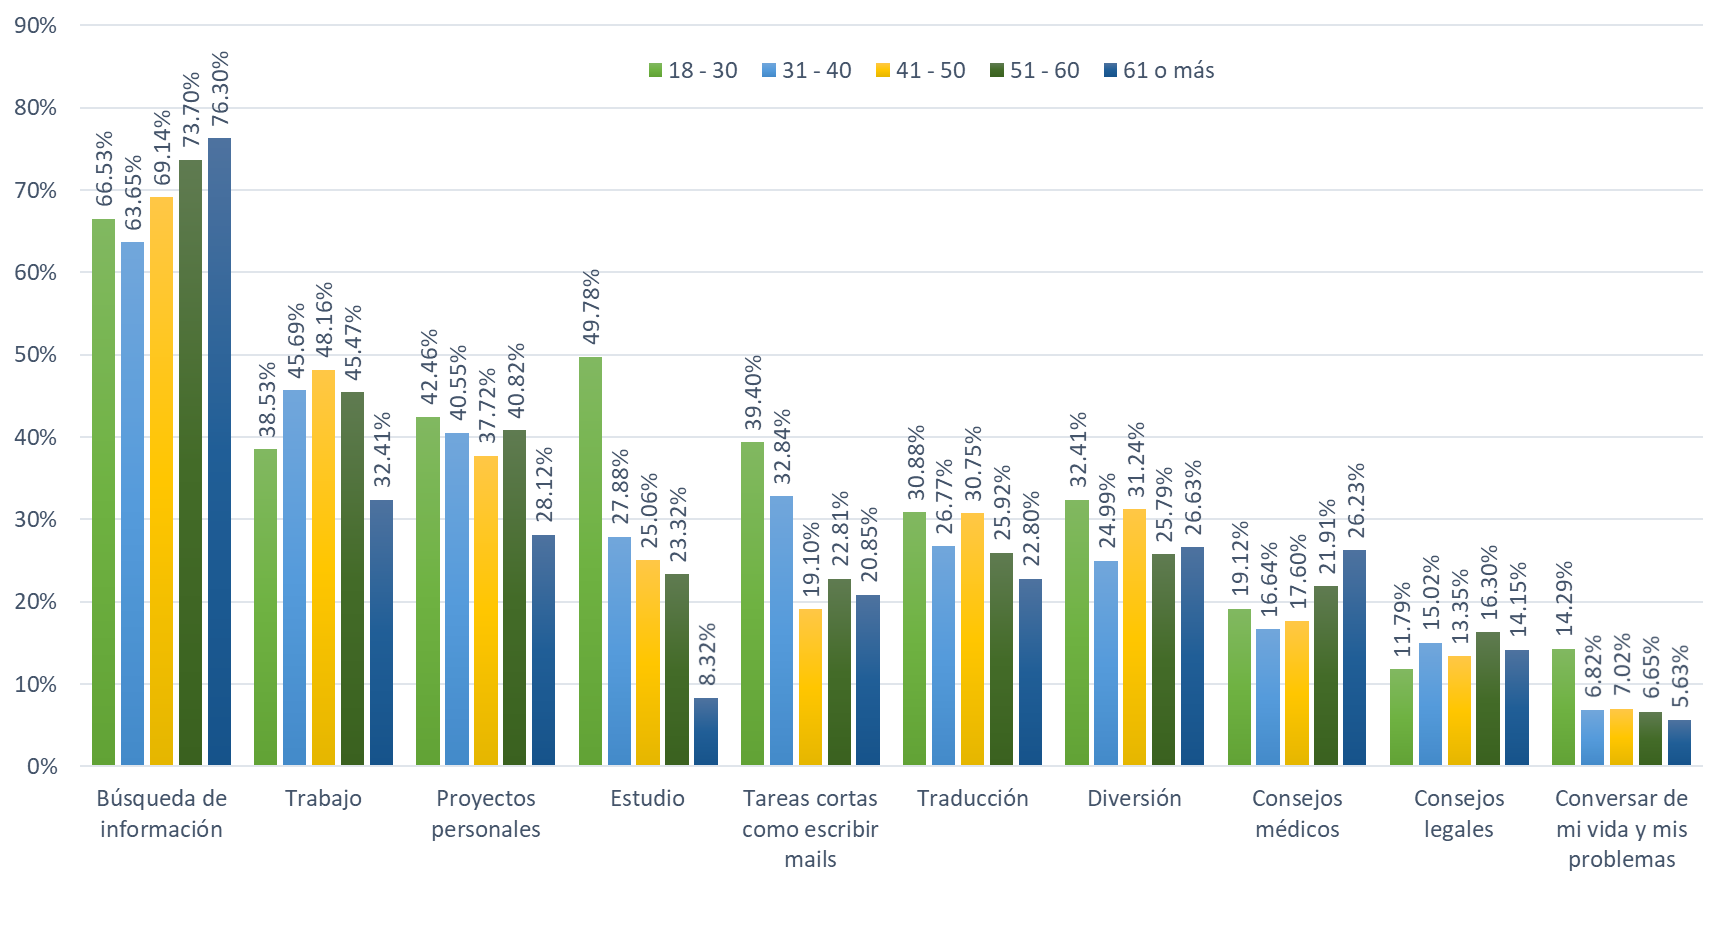 90%
80%
70%
60%
50%
40%
30%
20%
10%
0%
18 - 30 31 - 40 41 - 50 51 - 60 61 o más
66.53% 63.65% 69.14% 73.70% 76.30%
38.53% 45.69% 48.16% 45.47% 32.41%
42.46% 40.55% 37.72% 40.82% 28.12%
49.78% 27.88% 25.06% 23.32% 8.32%
39.40% 32.84% 19.10% 22.81% 20.85%
30.88% 26.77% 30.75% 25.92% 22.80%
32.41% 24.99% 31.24% 25.79% 26.63%
19.12% 16.64% 17.60% 21.91% 26.23%
11.79% 15.02% 13.35% 16.30% 14.15%
14.29% 6.82% 7.02% 6.65% 5.63%
Búsqueda de
información
Trabajo
Proyectos
personales
Estudio
Tareas cortas
como escribir
mails
Traducción
Diversión
Consejos
médicos
Consejos
legales
Conversar de
mi vida y mis
problemas